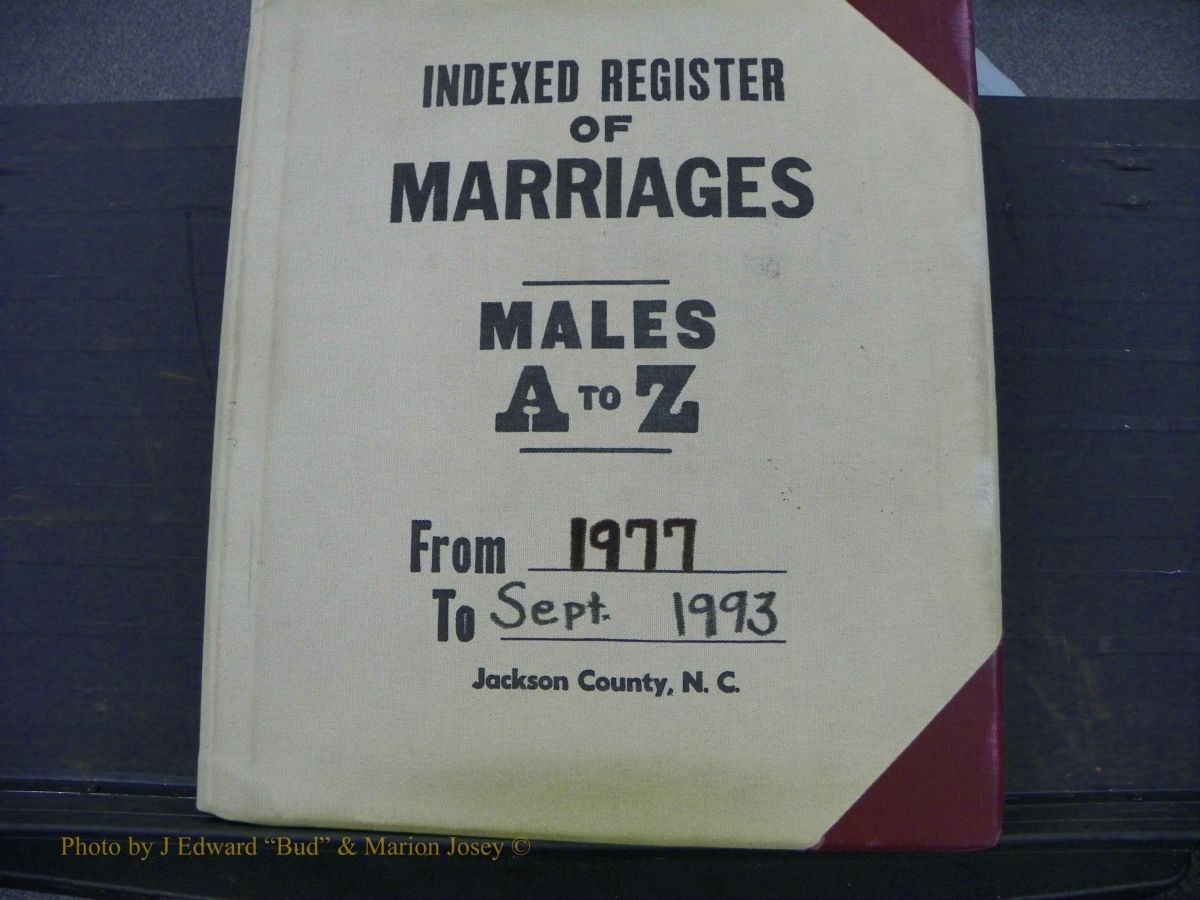 INDEXED REGISTER
OF
MARRIAGES
MALES
A TO Z
From 1977
To Sept. 1993
Jackson County, N. C.
Photo by J Edward “Bud” & Marion Josey ©